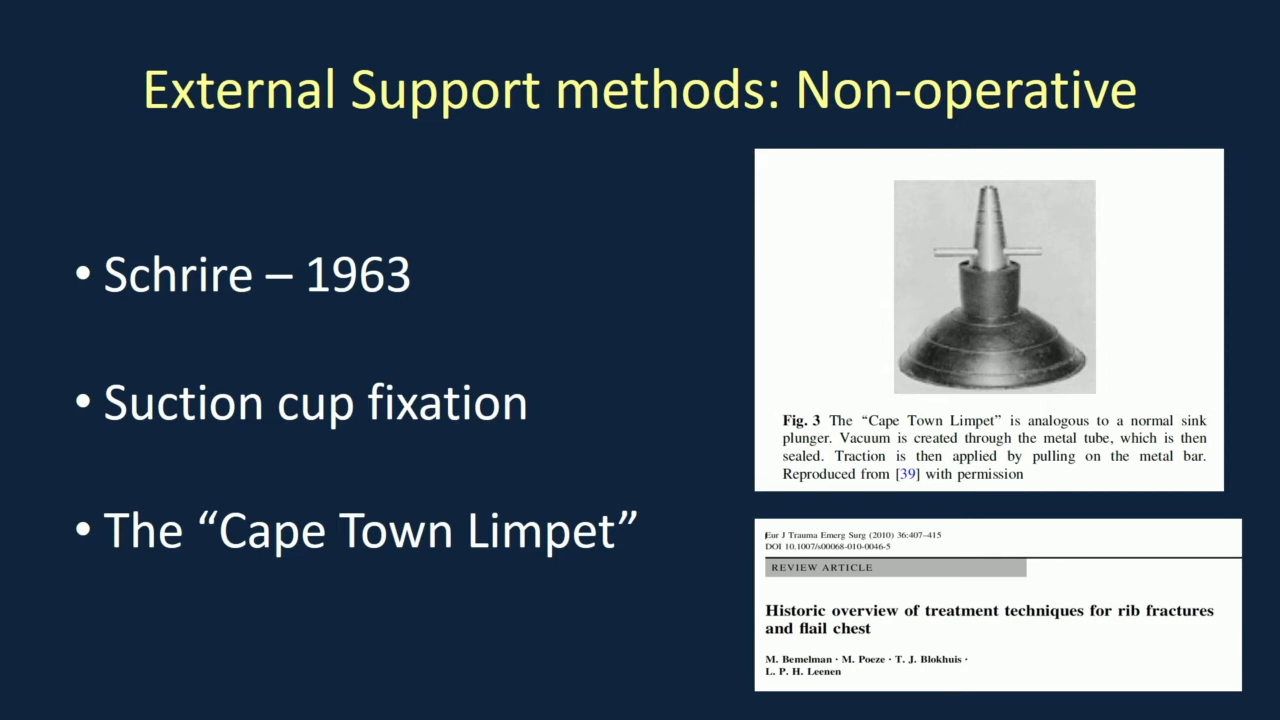 External Support methods: Non-operative
• Schrire – 1963
• Suction cup fixation
• The “Cape Town Limpet”
Fig. 3 The “Cape Town Limpet” is analogous to a normal sink
plunger. Vacuum is created through the metal tube, which is then
sealed. Traction is then applied by pulling on the metal bar.
Reproduced from [39] with permission
Eur J Trauma Emerg Surg (2010) 36:407–415
DOI 10.1007/s00068-010-0046-5
REVIEW ARTICLE
Historic overview of treatment techniques for rib fractures
and flail chest
M. Bemelman · M. Poeze · T. J. Blokhuis ·
L. P. H. Leenen